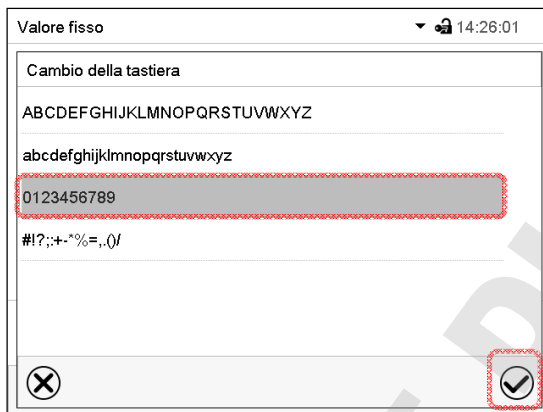 Valore fisso 14:26:01
Cambio della tastiera
ABCDEFGHIJKLMNOPQRSTUVWXYZ
abcdefghijklmnopqrstuvwxyz
0123456789
#!?;:+-*%=,.()/